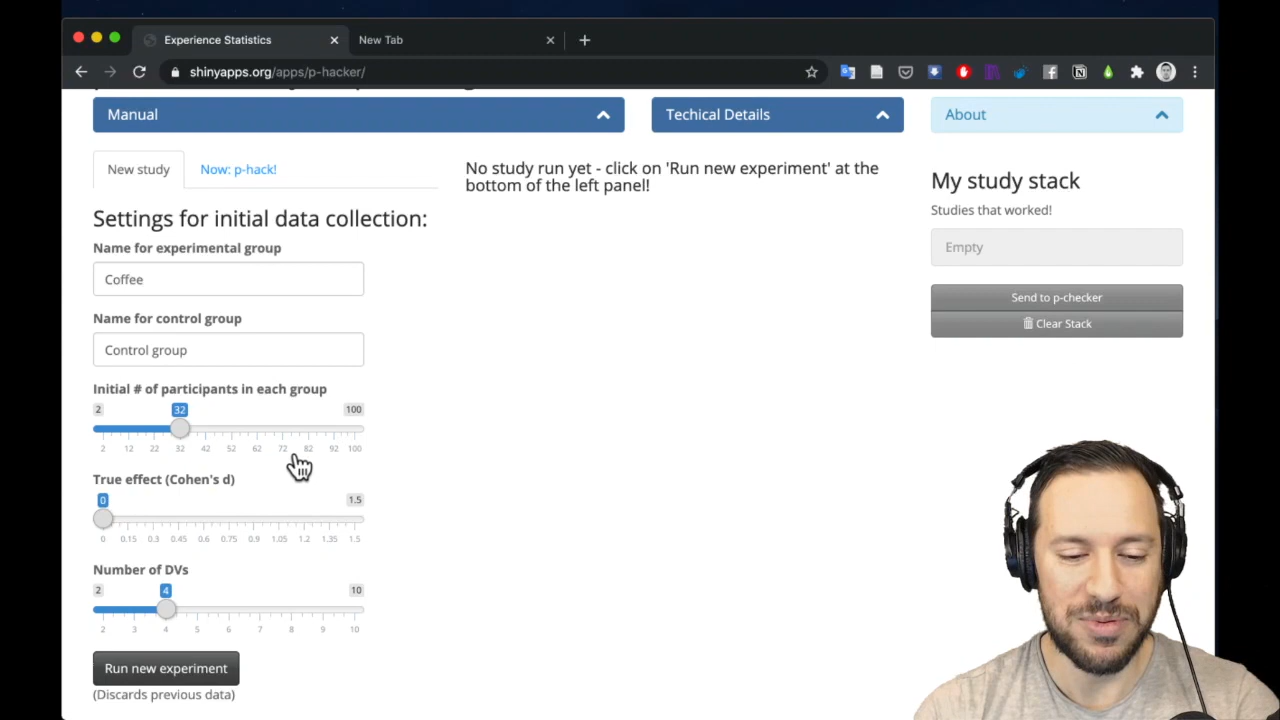 Experience Statistics
New Tab
shinyapps.org/apps/p-hacker/
Manual
Techical Details
About
New study
Now: p-hack!
No study run yet - click on 'Run new experiment' at the
bottom of the left panel!
My study stack
Studies that worked!
Empty
Send to p-checker
Clear Stack
Settings for initial data collection:
Name for experimental group
Coffee
Name for control group
Control group
Initial # of participants in each group
2 32 100
2 12 22 32 42 52 62 72 82 92 100
True effect (Cohen's d)
0 1.5
0 0.15 0.3 0.45 0.6 0.75 0.9 1.05 1.2 1.35 1.5
Number of DVs
2 4 10
2 3 4 5 6 7 8 9 10
Run new experiment
(Discards previous data)